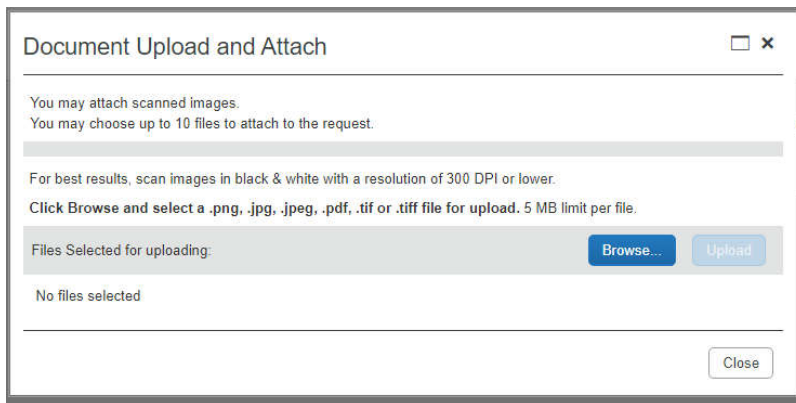 Document Upload and Attach
You may attach scanned images.
You may choose up to 10 files to attach to the request.
For best results, scan images in black & white with a resolution of 300 DPI or lower.
Click Browse and select a .png, .jpg, .jpeg, .pdf, .tif or .tiff file for upload. 5 MB limit per file.
Files Selected for uploading: Browse... Upload
No files selected
Close